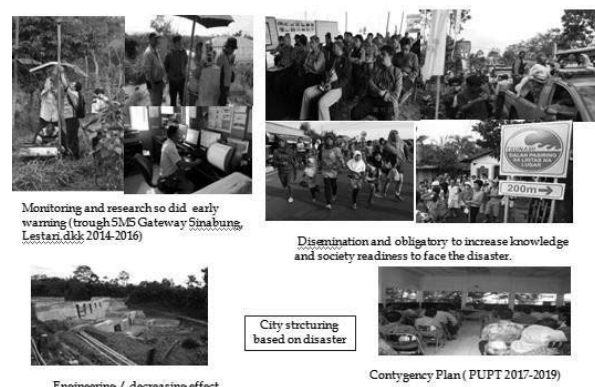 Monitoring and research so did early
warning (trough SMS Gateway Sinabung,
Lestari,dkk 2014-2016)
200m
Disemination and obligatory to increase knowledge
and society readiness to face the disaster.
City strcturing
based on disaster
Engineering / decreasing effect
Contygency Plan ( PUPT 2017-2019)